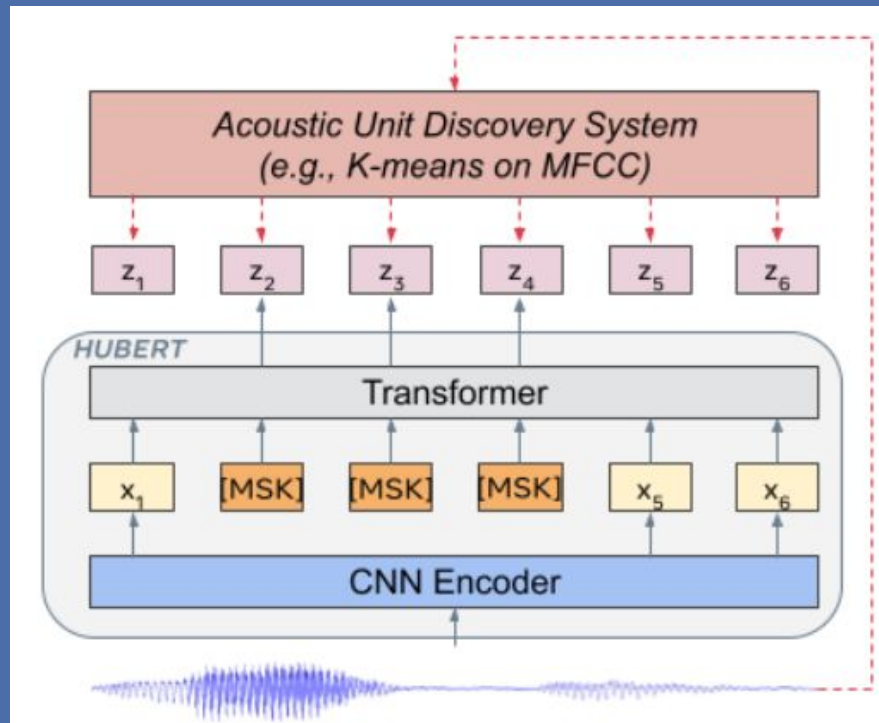 Acoustic Unit Discovery System
(e.g., K-means on MFCC)
z₁ z₂ z₃ z₄ z₅ z₆
HUBERT
Transformer
x₁ [MSK] [MSK] [MSK] x₅ x₆
CNN Encoder